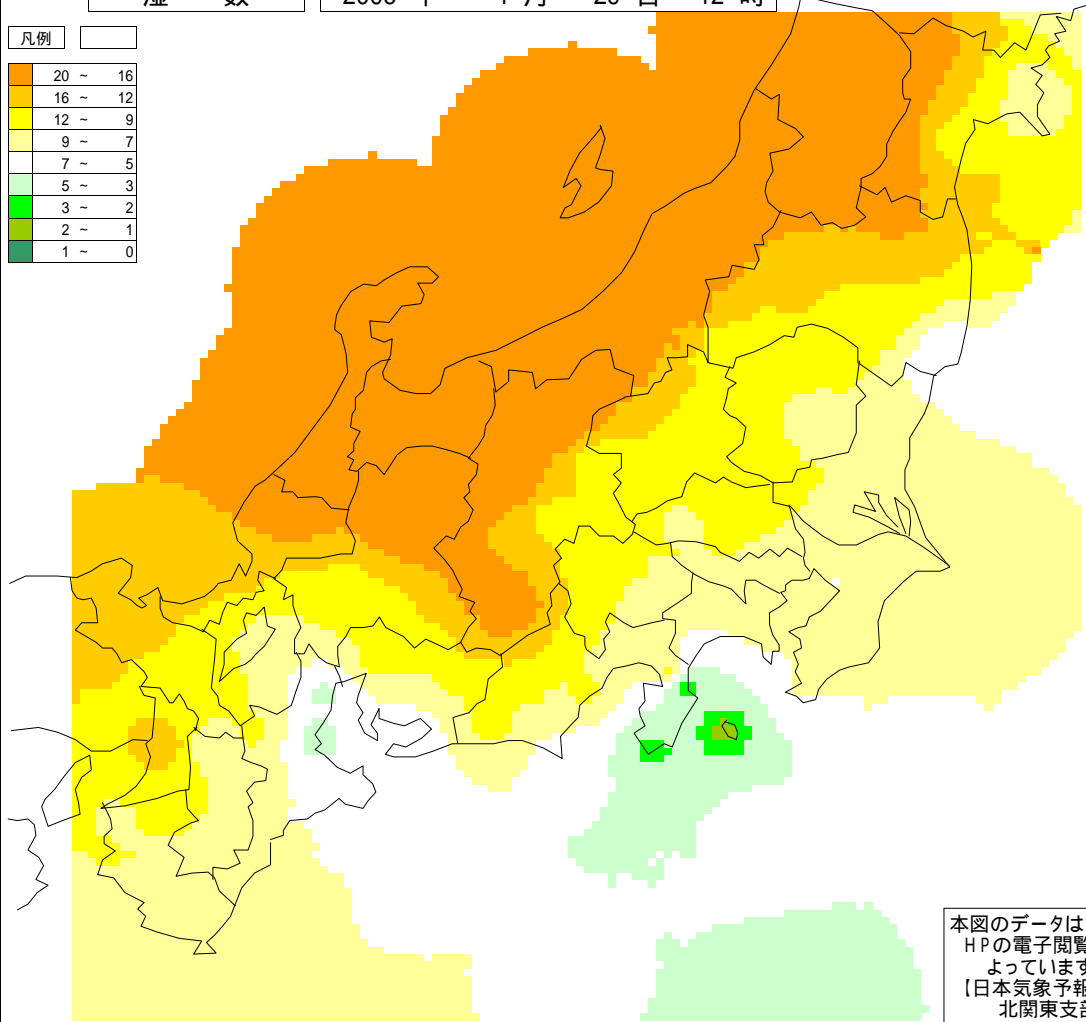 湿 数
凡例
20 ~ 16
16 ~ 12
12 ~ 9
9 ~ 7
7 ~ 5
5 ~ 3
3 ~ 2
2 ~ 1
1 ~ 0
本図のデータは
HPの電子閲覧
よっています
【日本気象予報
北関東支部